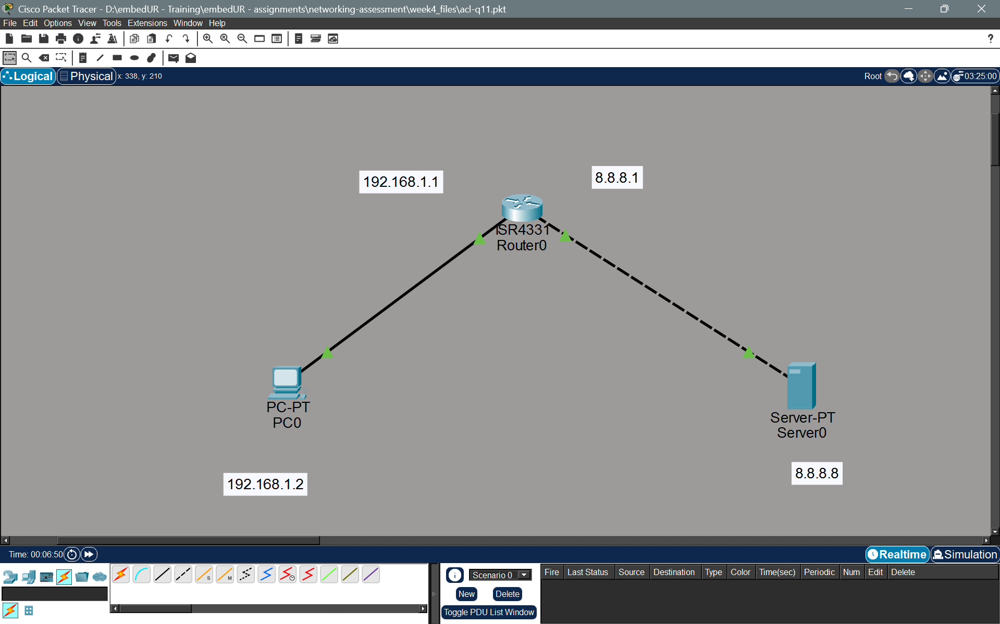 Cisco Packet Tracer - D:\embedUR - Training\embedUR - assignments\networking-assessment\week4_files\acl-q11.pkt
File Edit Options View Tools Extensions Window Help
?
Logical Physical x: 338, y: 210 Root 03:25:00
192.168.1.1
8.8.8.1
ISR4331
Router0
PC-PT
PC0
Server-PT
Server0
192.168.1.2
8.8.8.8
Time: 00:06:50 Realtime Simulation
S M
Scenario 0
New Delete
Toggle PDU List Window
Fire Last Status Source Destination Type Color Time(sec) Periodic Num Edit Delete